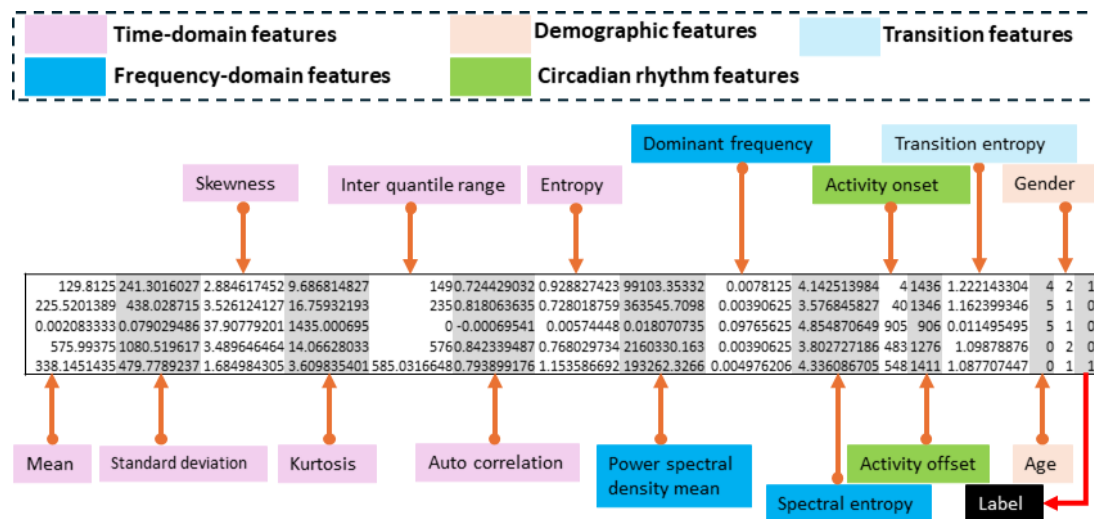 Time-domain features
Demographic features
Transition features
Frequency-domain features
Circadian rhythm features
Dominant frequency
Transition entropy
Skewness
Inter quantile range
Entropy
Activity onset
Gender
129.8125 241.3016027 2.884617452 9.686814827 149 0.724429032 0.928827423 99103.35332 0.0078125 4.142513984 4 1436 1.222143304 4 2 1
225.5201389 438.028715 3.526124127 16.75932193 235 0.818063635 0.728018759 363545.7098 0.00390625 3.576845827 40 1346 1.162399346 5 1 0
0.002083333 0.079029486 37.90779201 1435.000695 0 -0.00069541 0.00574448 0.018070735 0.09765625 4.854870649 905 906 0.011495495 5 1 0
575.99375 1080.519617 3.489646464 14.06628033 576 0.842339487 0.768029734 2160330.163 0.00390625 3.802727186 483 1276 1.09878876 0 2 0
338.1451435 479.7789237 1.684984305 3.609835401 585.0316648 0.793899176 1.153586692 193262.3266 0.004976206 4.336086705 548 1411 1.087707447 0 1 1
Mean
Standard deviation
Kurtosis
Auto correlation
Power spectral
density mean
Spectral entropy
Activity offset
Age
Label